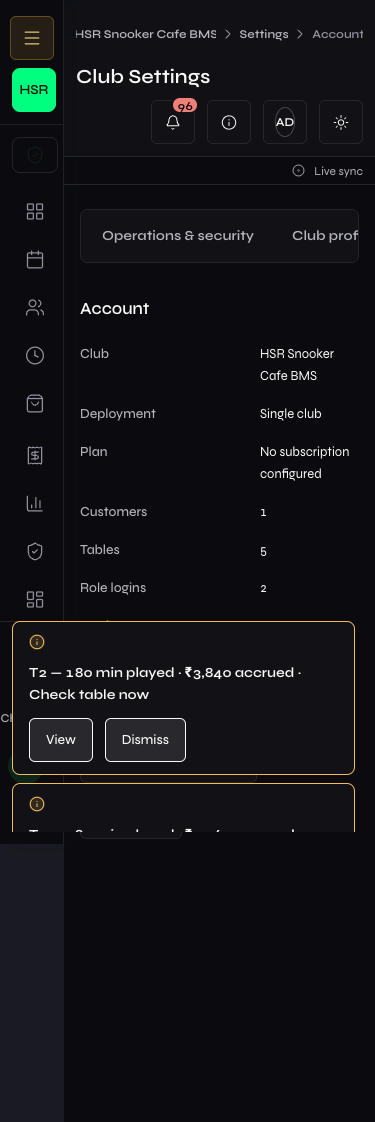 HSR Snooker Cafe BMS > Settings > Account
HSR
Club Settings
96
AD
Live sync
Operations & security Club prof
Account
Club HSR Snooker Cafe BMS
Deployment Single club
Plan No subscription configured
Customers 1
Tables 5
Role logins 2
T2 — 180 min played · ₹3,840 accrued ·
Check table now
View Dismiss